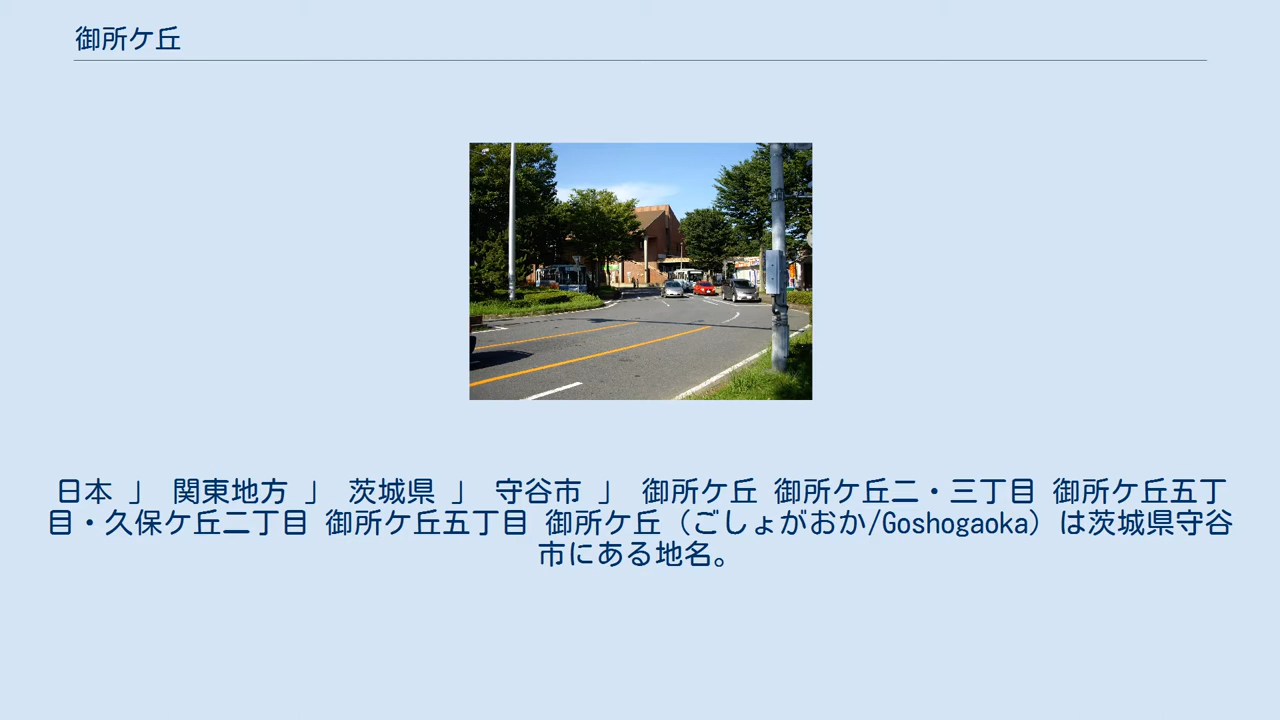 御所ケ丘
日本 」 関東地方 」 茨城県 」 守谷市 」 御所ケ丘 御所ケ丘二・三丁目 御所ケ丘五丁
目・久保ケ丘二丁目 御所ケ丘五丁目 御所ケ丘（ごしょがおか/Goshogaoka）は茨城県守谷
市にある地名。